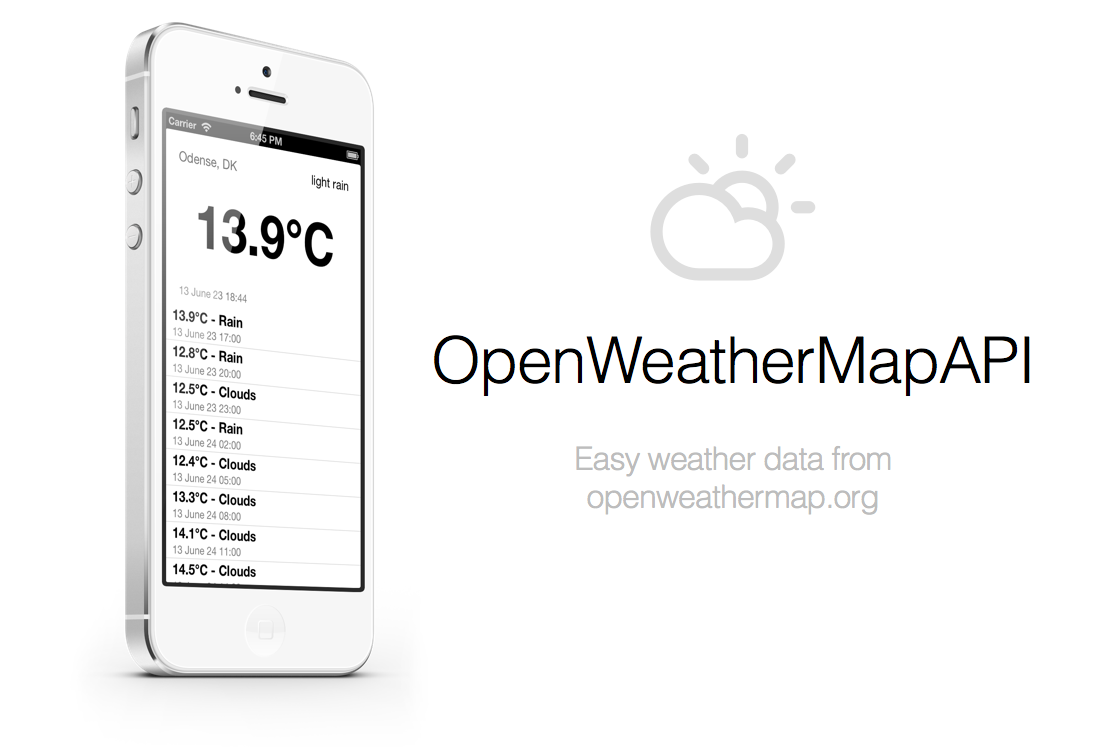 Carrier 6:45 PM
Odense, DK
light rain
13.9°C
13 June 23 18:44
13.9°C - Rain
13 June 23 17:00
12.8°C - Rain
13 June 23 20:00
12.5°C - Clouds
13 June 23 23:00
12.5°C - Rain
13 June 24 02:00
12.4°C - Clouds
13 June 24 05:00
13.3°C - Clouds
13 June 24 08:00
14.1°C - Clouds
13 June 24 11:00
14.5°C - Clouds
OpenWeatherMapAPI
Easy weather data from
openweathermap.org